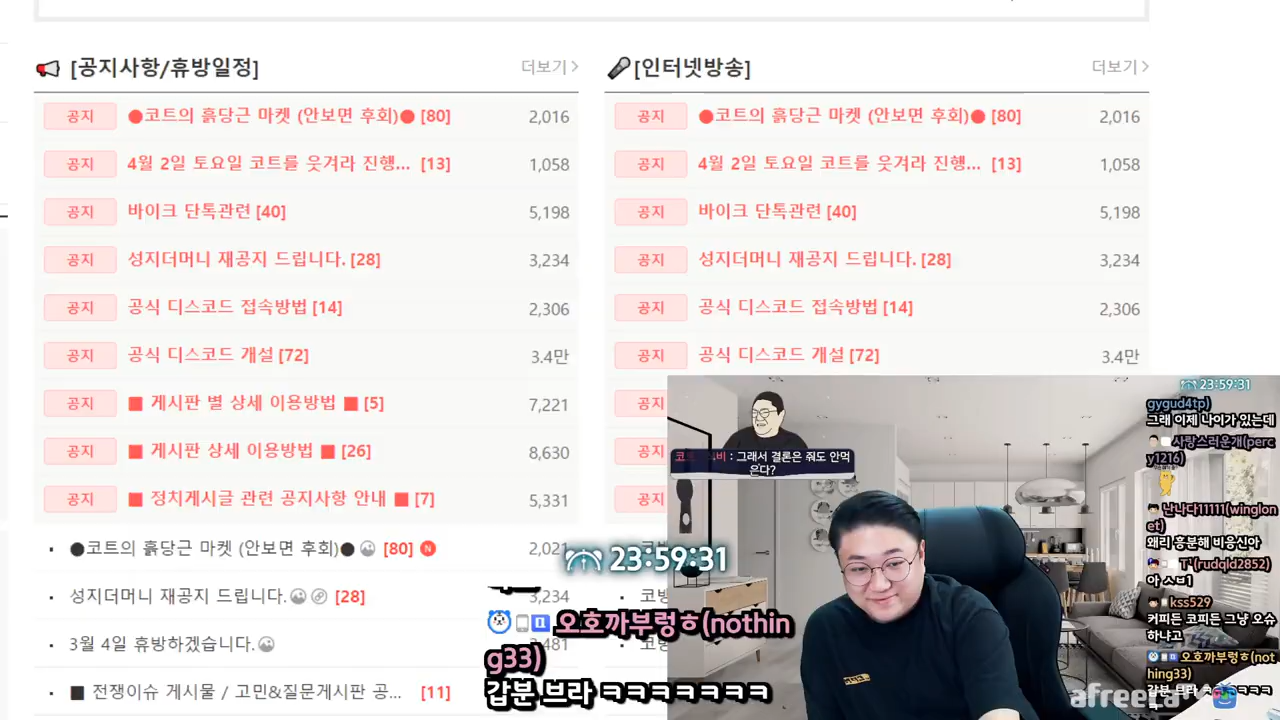 [공지사항/휴방일정] 더보기
공지 ●코트의 흙당근 마켓 (안보면 후회)● [80] 2,016
공지 4월 2일 토요일 코트를 웃겨라 진행... [13] 1,058
공지 바이크 단톡관련 [40] 5,198
공지 성지더머니 재공지 드립니다. [28] 3,234
공지 공식 디스코드 접속방법 [14] 2,306
공지 공식 디스코드 개설 [72] 3.4만
공지 ■ 게시판 별 상세 이용방법 ■ [5] 7,221
공지 ■ 게시판 상세 이용방법 ■ [26] 8,630
공지 ■ 정치게시글 관련 공지사항 안내 ■ [7] 5,331
●코트의 흙당근 마켓 (안보면 후회)● [80] N
성지더머니 재공지 드립니다. [28] 3,234
3월 4일 휴방하겠습니다.
■ 전쟁이슈 게시물 / 고민&질문게시판 공... [11]
[인터넷방송] 더보기
공지 ●코트의 흙당근 마켓 (안보면 후회)● [80] 2,016
공지 4월 2일 토요일 코트를 웃겨라 진행... [13] 1,058
공지 바이크 단톡관련 [40] 5,198
공지 성지더머니 재공지 드립니다. [28] 3,234
공지 공식 디스코드 접속방법 [14] 2,306
공지 공식 디스코드 개설 [72] 3.4만
공지
공지
공지
: 그래서 결론은 줘도 안먹
은다?
23:59:31
오호까부렁ㅎ(nothin
g33)
갑분 브라 ㅋㅋㅋㅋㅋㅋㅋ
23:59:31
gygud4tp)
그래 이제 나이가 있는데
사랑스러운개(perc
y1216)
난나다11111(winglon
et)
왜리 흥분해 비응신아
T'(rudqld2852)
아 ㅅㅂ1
kss529
커피든 코피든 그냥 오슈
하냐고
오호까부렁ㅎ(not
hing33)
갑분 브라
afreeca